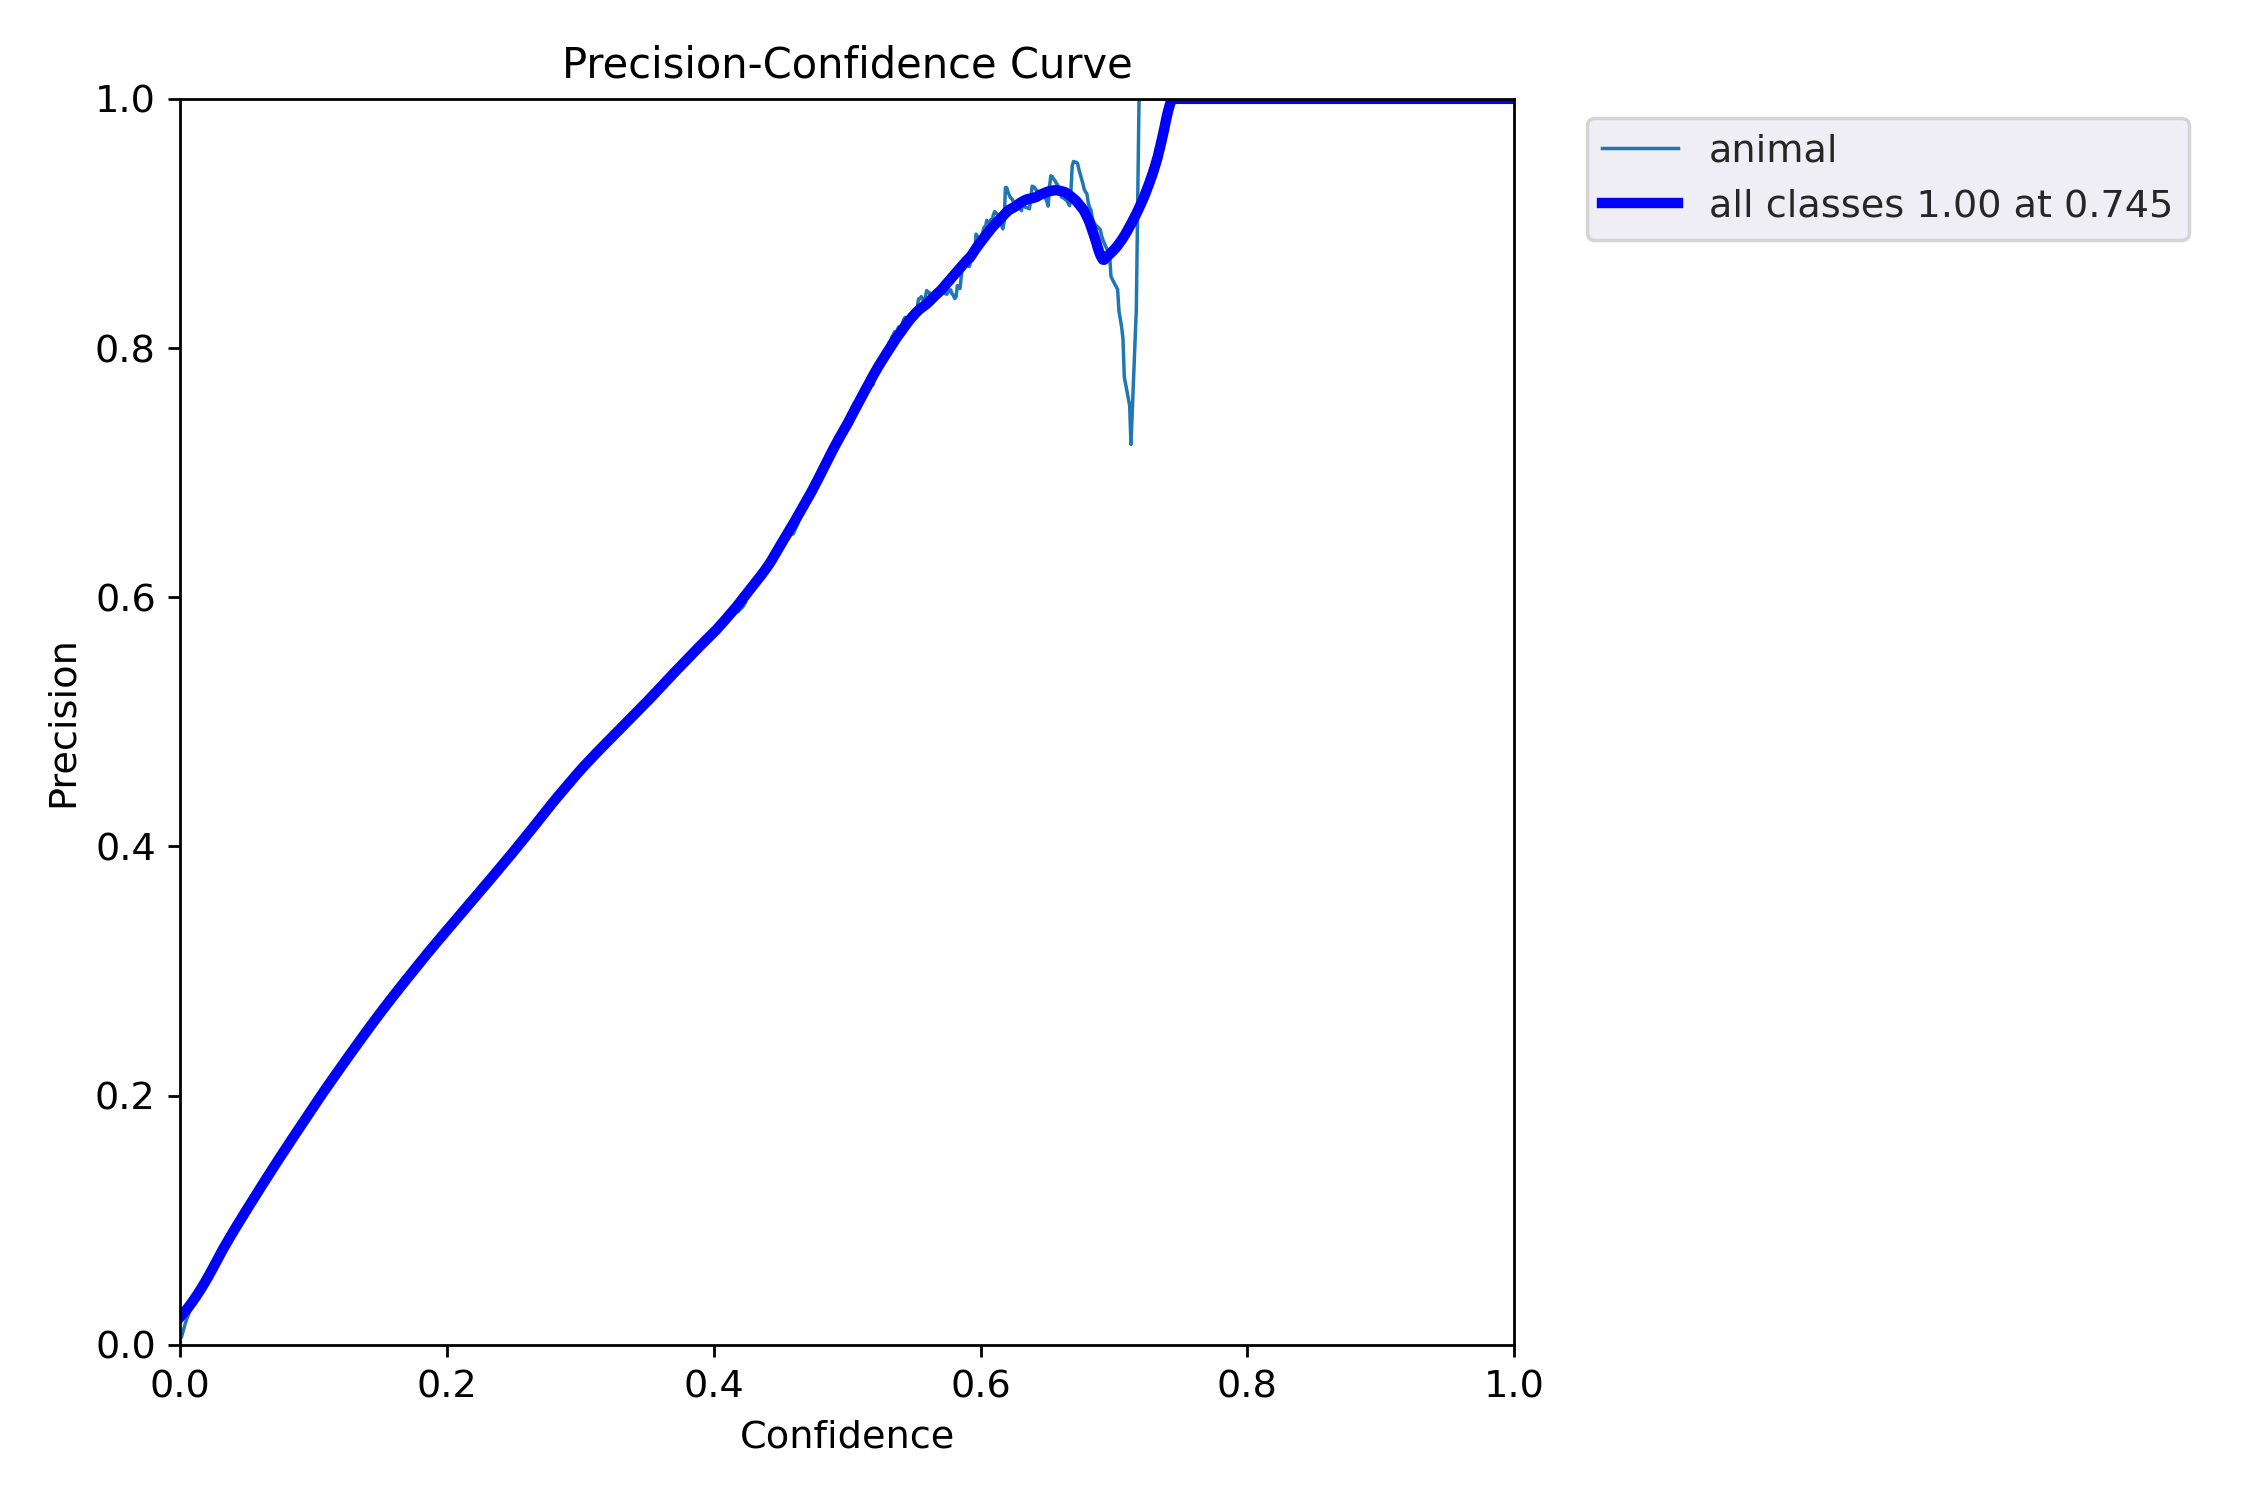 Precision-Confidence Curve
1.0
0.8
0.6
0.4
0.2
0.0
Precision
0.0 0.2 0.4 0.6 0.8 1.0
Confidence
animal
all classes 1.00 at 0.745